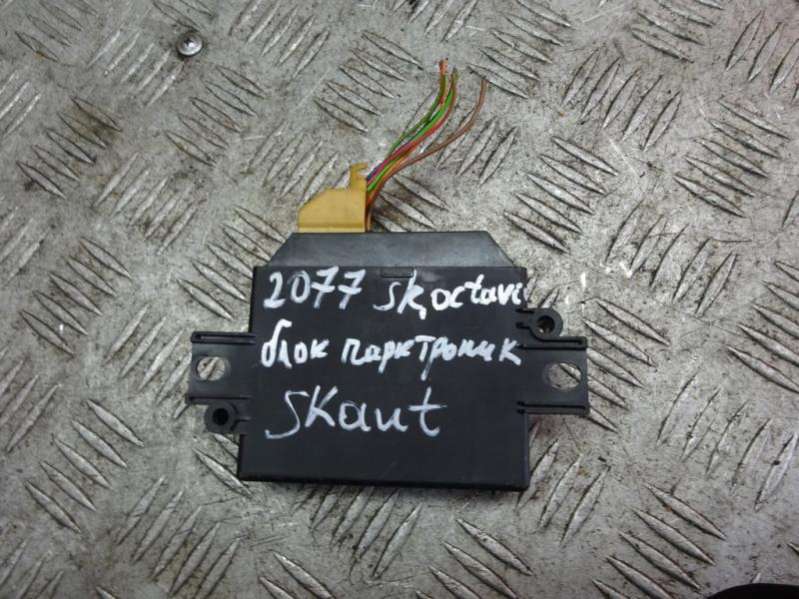 2077 sk, octavi
блок парктроник
skaut